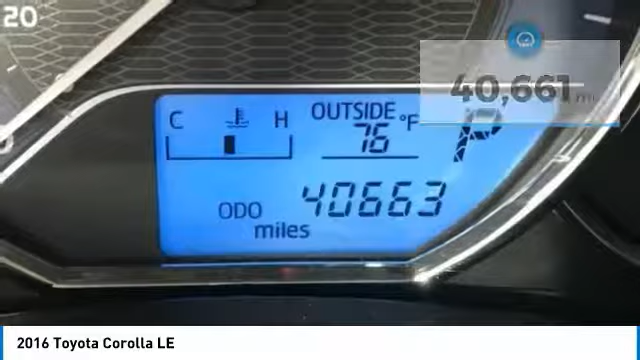 20
40,661 mi
C H OUTSIDE
76 °F P
ODO 40663
miles
2016 Toyota Corolla LE